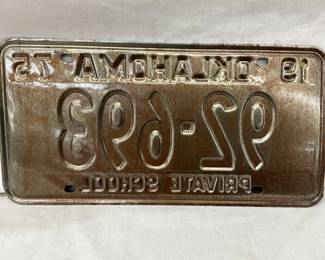 19 OKLAHOMA 75
92-693
PRIVATE SCHOOL